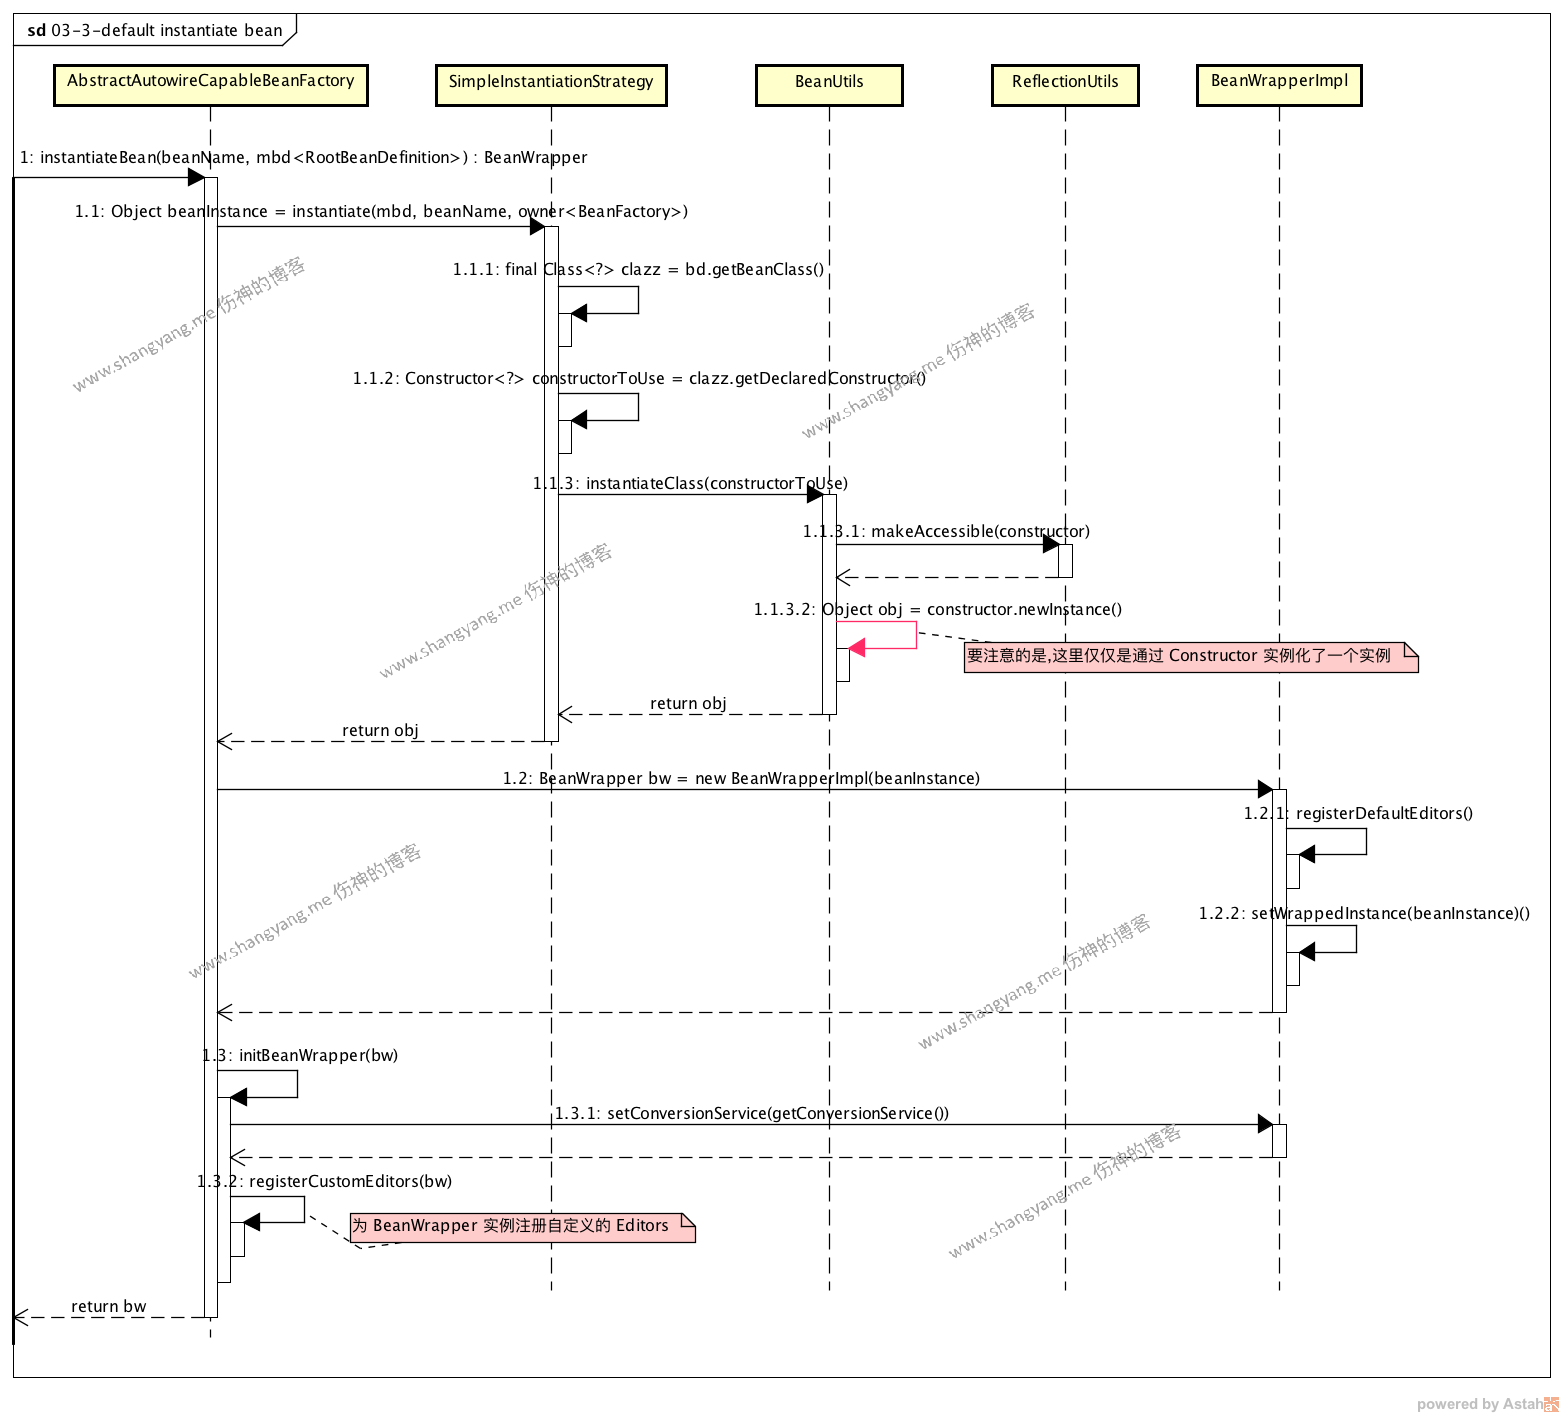 sd 03-3-default instantiate bean
AbstractAutowireCapableBeanFactory
SimpleInstantiationStrategy
BeanUtils
ReflectionUtils
BeanWrapperImpl
1: instantiateBean(beanName, mbd<RootBeanDefinition>) : BeanWrapper
1.1: Object beanInstance = instantiate(mbd, beanName, owner<BeanFactory>)
1.1.1: final Class<?> clazz = bd.getBeanClass()
www.shangyang.me 伤神的博客
www.shangyang.me 伤神的博客
1.1.2: Constructor<?> constructorToUse = clazz.getDeclaredConstructor()
1.1.3: instantiateClass(constructorToUse)
1.1.3.1: makeAccessible(constructor)
www.shangyang.me 伤神的博客
1.1.3.2: Object obj = constructor.newInstance()
要注意的是,这里仅仅是通过 Constructor 实例化了一个实例
return obj
return obj
1.2: BeanWrapper bw = new BeanWrapperImpl(beanInstance)
1.2.1: registerDefaultEditors()
www.shangyang.me 伤神的博客
1.2.2: setWrappedInstance(beanInstance)()
www.shangyang.me 伤神的博客
1.3: initBeanWrapper(bw)
1.3.1: setConversionService(getConversionService())
www.shangyang.me 伤神的博客
1.3.2: registerCustomEditors(bw)
为 BeanWrapper 实例注册自定义的 Editors
return bw
powered by Astah